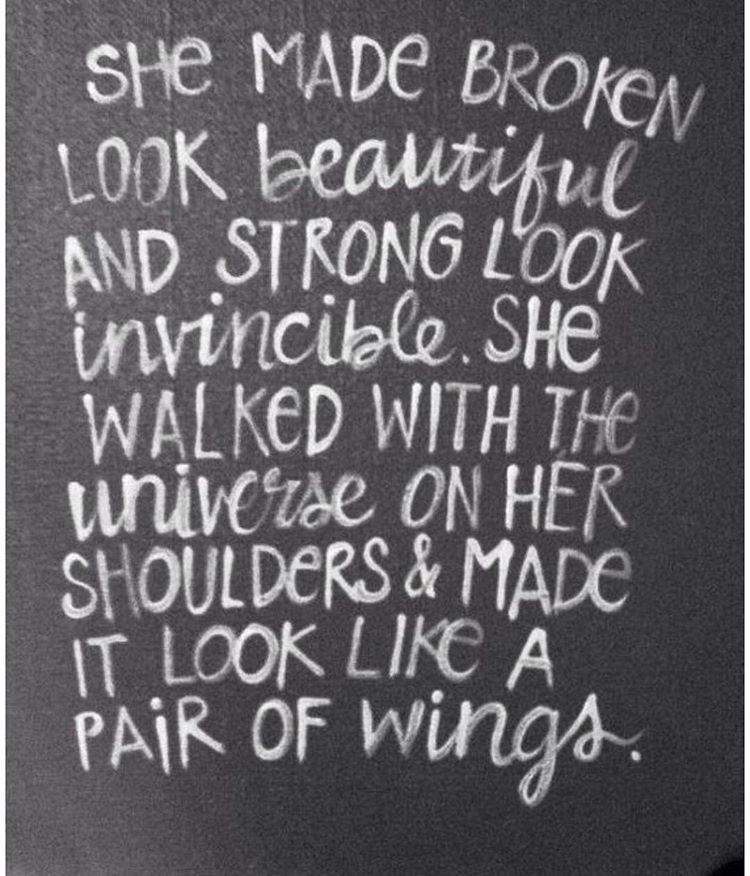 SHe MADe BROKeN
LOOK beautiful
AND STRONG LOOK
invincible. SHe
WALKeD WITH THe
universe ON HER
SHOULDeRS & MADe
IT LOOK LIKe A
PAiR OF wings.